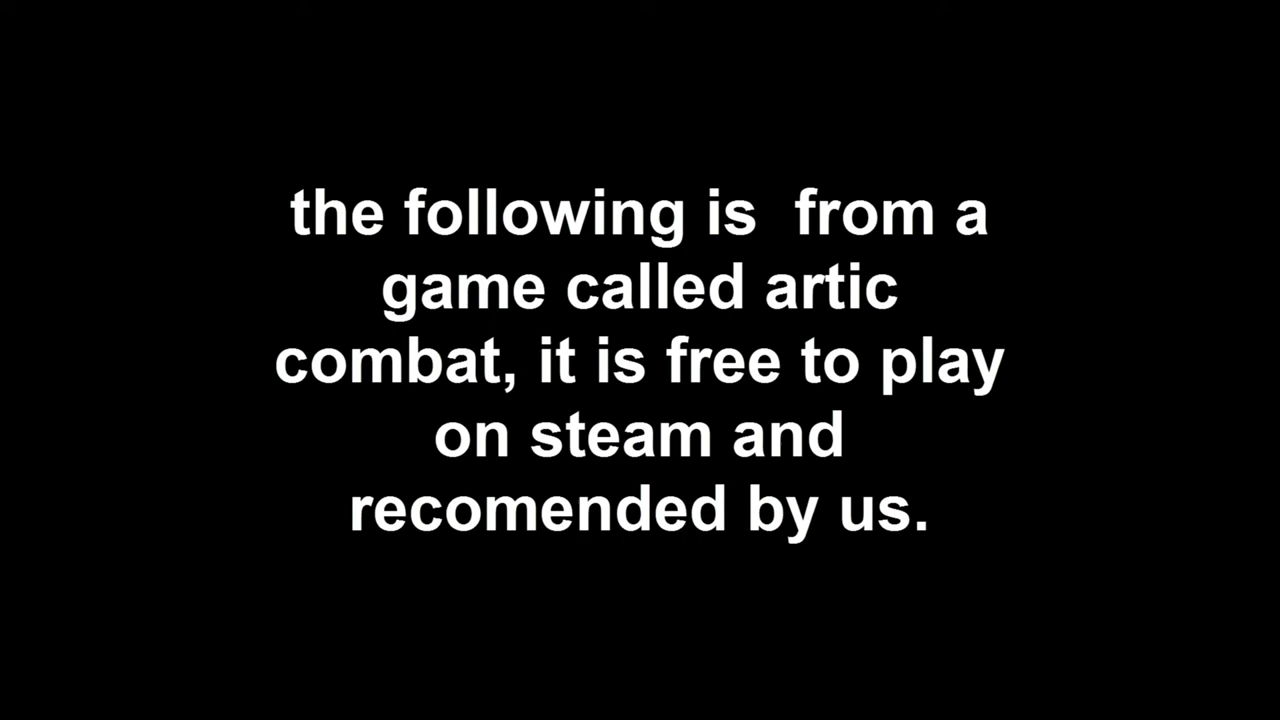 the following is  from a
game called artic
combat, it is free to play
on steam and
recomended by us.